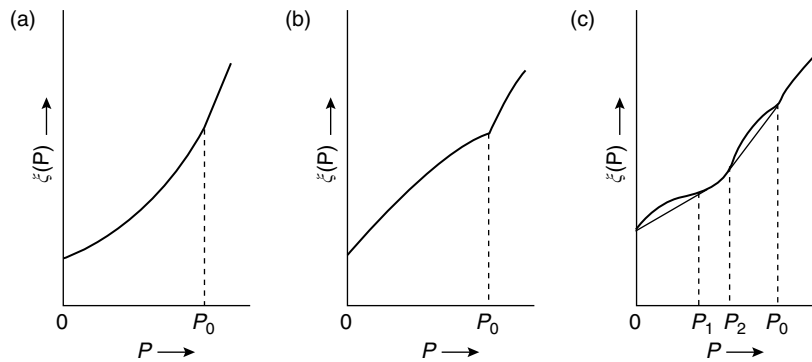 (a)
ξ(P) ⟶
0
P0
P ⟶
(b)
ξ(P) ⟶
0
P0
P ⟶
(c)
ξ(P) ⟶
0
P1 P2 P0
P ⟶